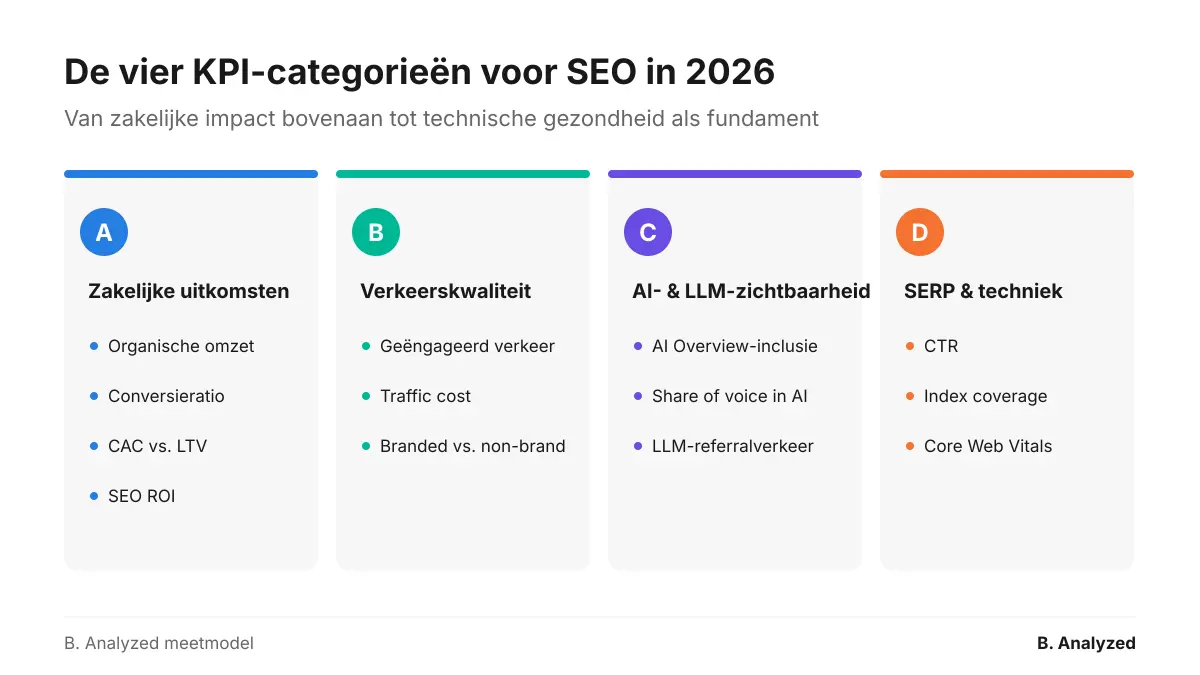 De vier KPI-categorieën voor SEO in 2026
Van zakelijke impact bovenaan tot technische gezondheid als fundament
A
Zakelijke uitkomsten
Organische omzet
Conversieratio
CAC vs. LTV
SEO ROI
B
Verkeerskwaliteit
Geëngageerd verkeer
Traffic cost
Branded vs. non-brand
C
AI- & LLM-zichtbaarheid
AI Overview-inclusie
Share of voice in AI
LLM-referralverkeer
D
SERP & techniek
CTR
Index coverage
Core Web Vitals
B. Analyzed meetmodel
B. Analyzed